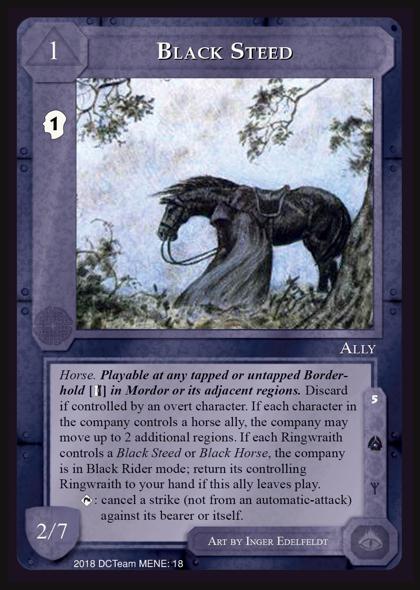 1
BLACK STEED
1
ALLY
Horse. Playable at any tapped or untapped Border-
hold [ ] in Mordor or its adjacent regions. Discard
if controlled by an overt character. If each character in
the company controls a horse ally, the company may
move up to 2 additional regions. If each Ringwraith
controls a Black Steed or Black Horse, the company
is in Black Rider mode; return its controlling
Ringwraith to your hand if this ally leaves play.
: cancel a strike (not from an automatic-attack)
against its bearer or itself.
5
2/7
ART BY INGER EDELFELDT
2018 DCTeam MENE: 18